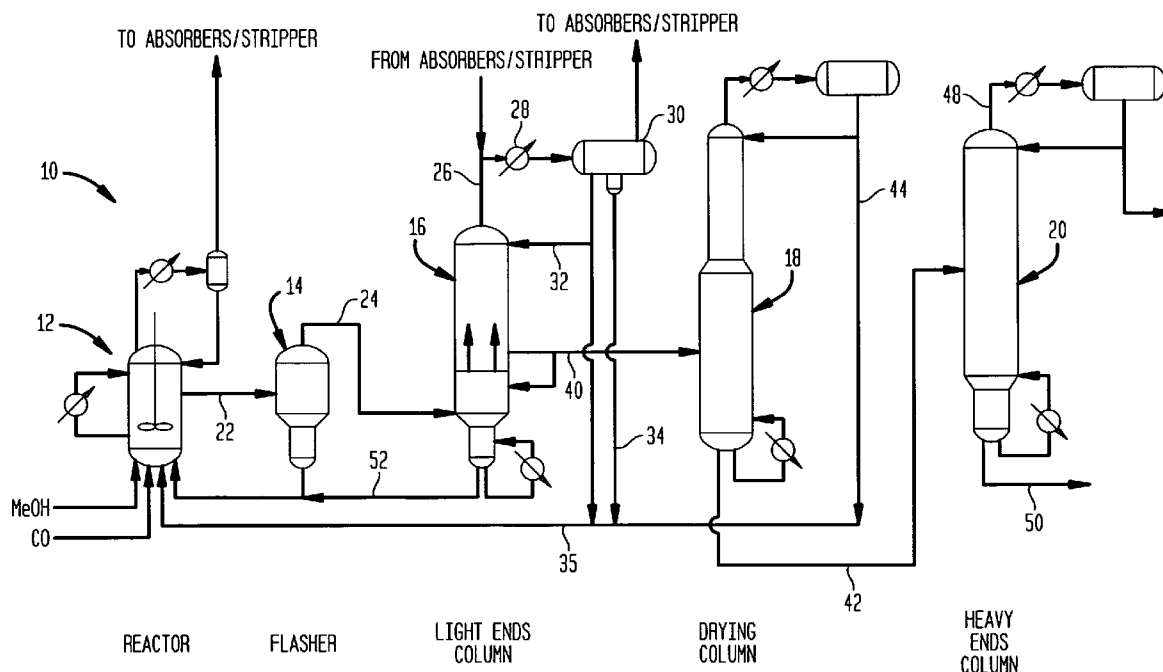 TO ABSORBERS/STRIPPER
TO ABSORBERS/STRIPPER
FROM ABSORBERS/STRIPPER
28
30
48
10
26
44
16
32
18
20
14
24
12
40
22
34
52
MeOH
CO
50
35
42
REACTOR
FLASHER
LIGHT ENDS
COLUMN
DRYING
COLUMN
HEAVY
ENDS
COLUMN